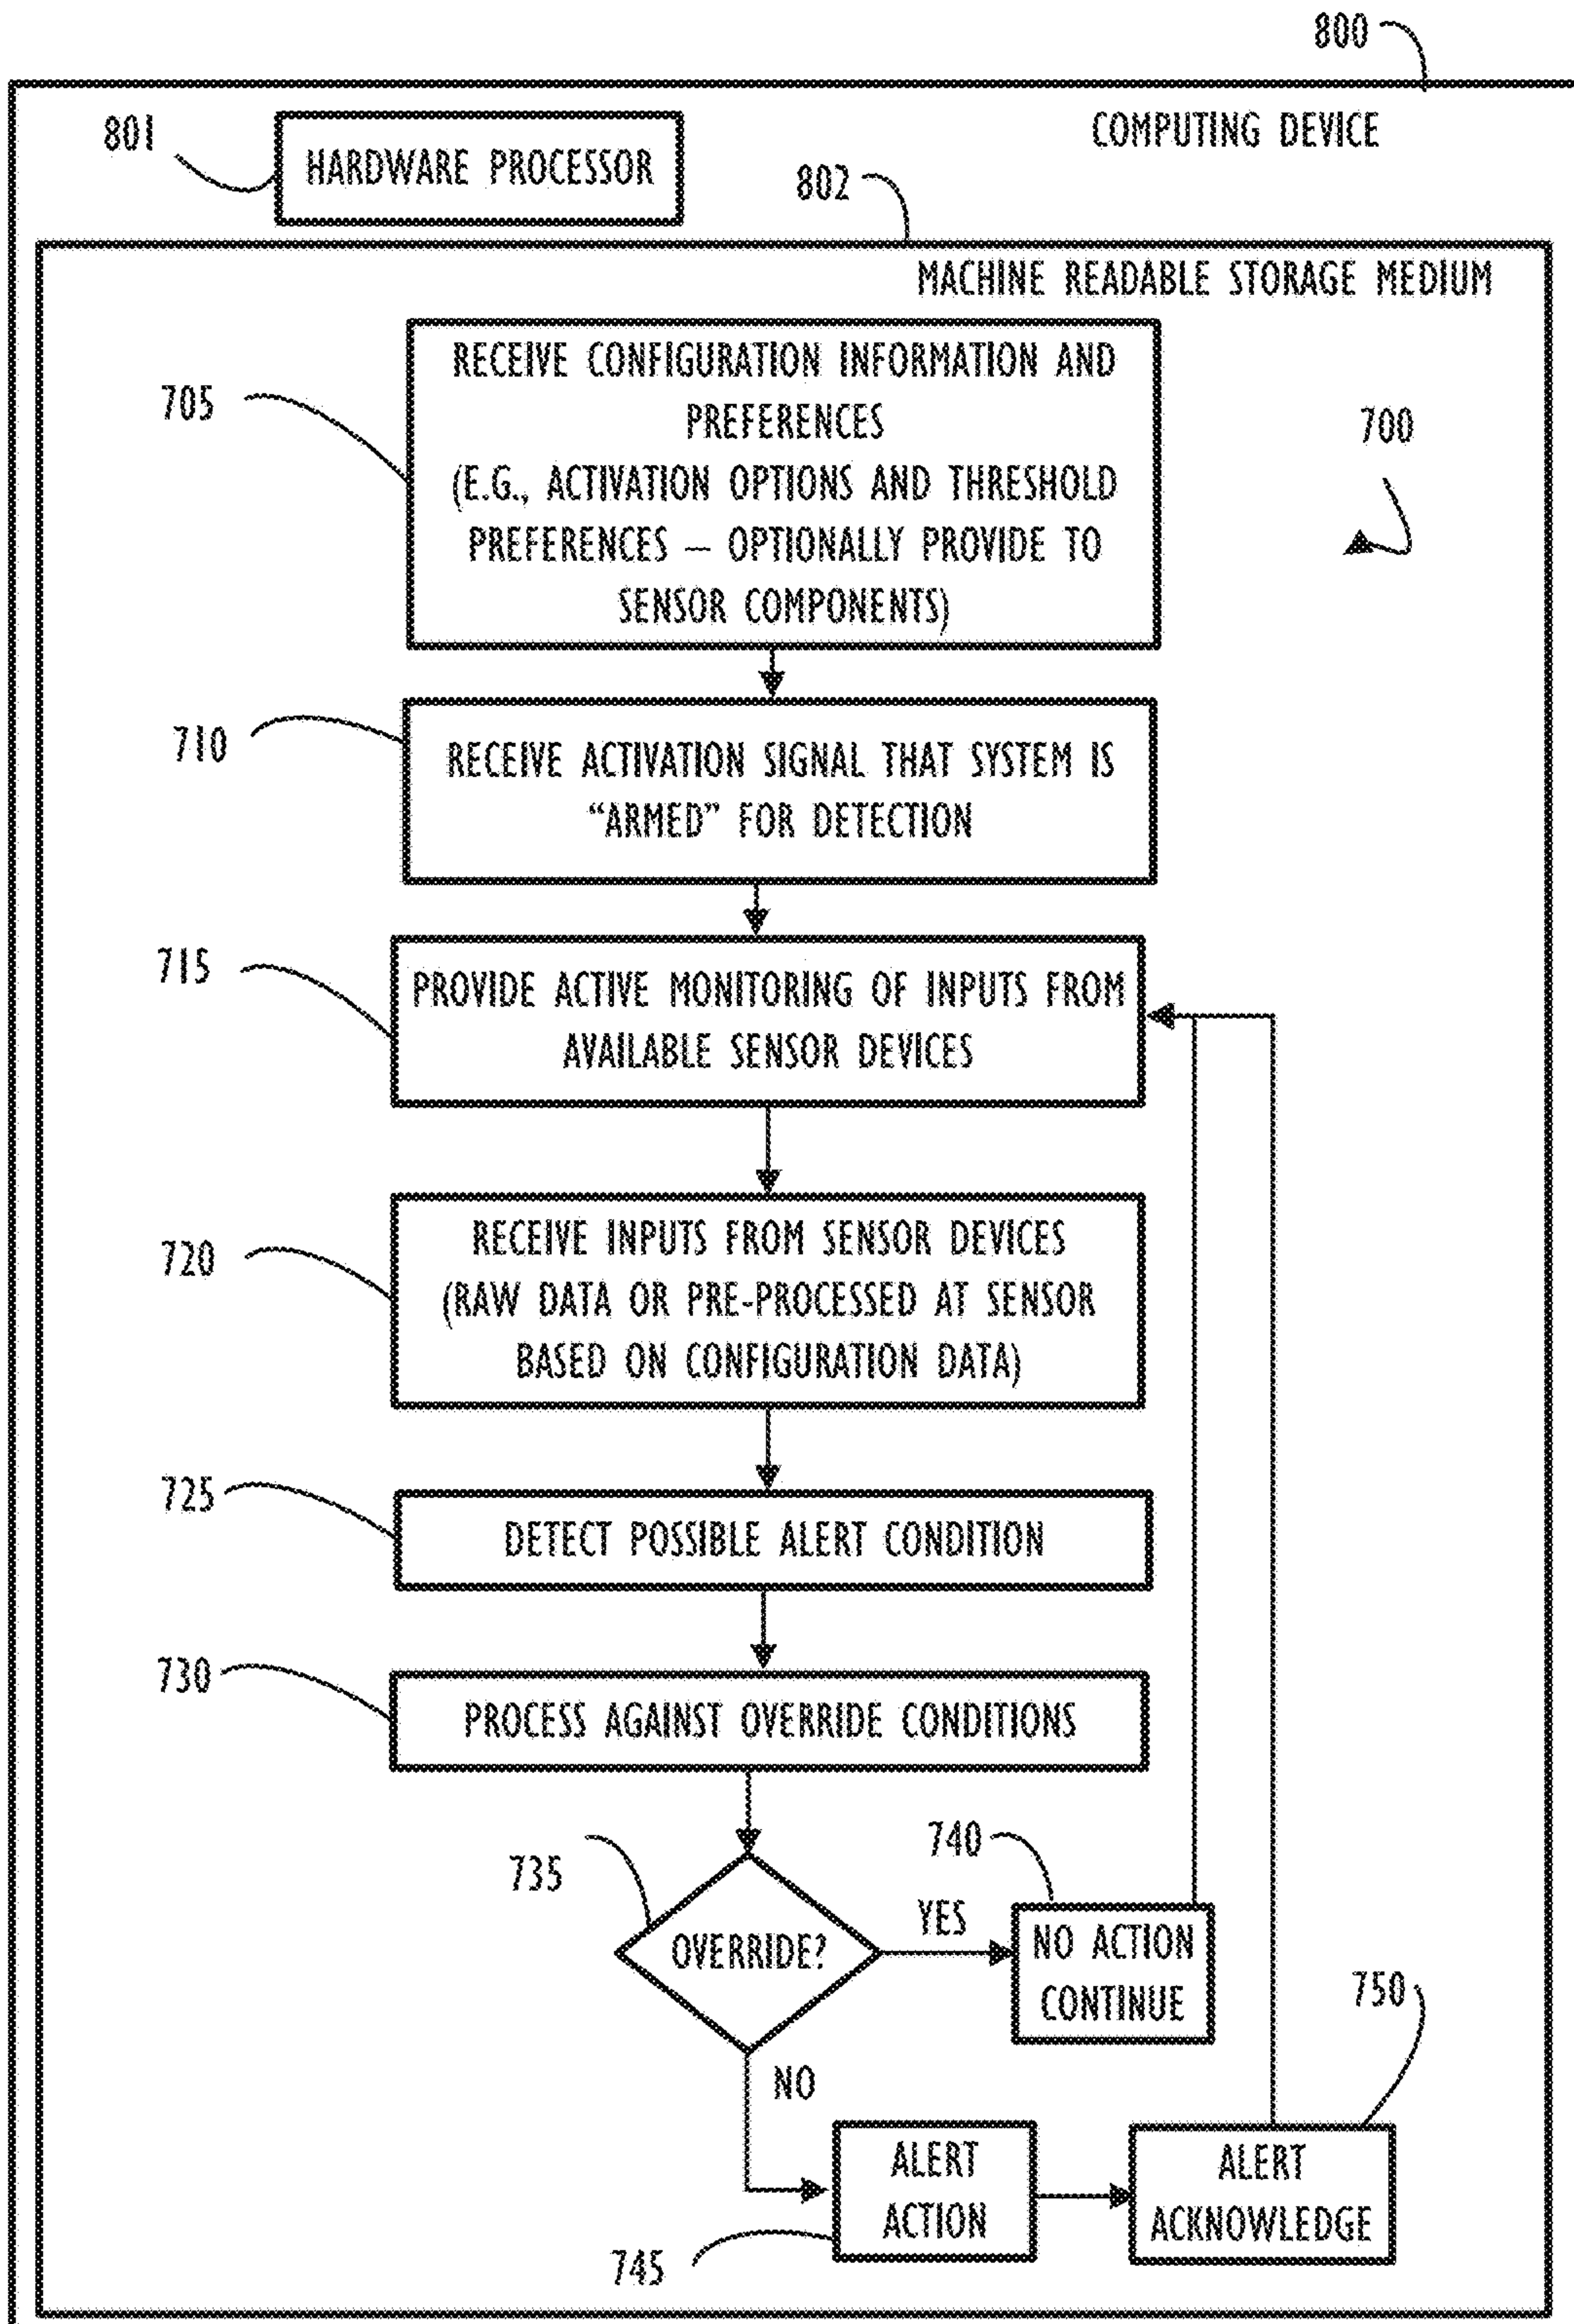 800
801
HARDWARE PROCESSOR
COMPUTING DEVICE
802
MACHINE READABLE STORAGE MEDIUM
705
RECEIVE CONFIGURATION INFORMATION AND
PREFERENCES
(E.G., ACTIVATION OPTIONS AND THRESHOLD
PREFERENCES – OPTIONALLY PROVIDE TO
SENSOR COMPONENTS)
700
710
RECEIVE ACTIVATION SIGNAL THAT SYSTEM IS
“ARMED” FOR DETECTION
715
PROVIDE ACTIVE MONITORING OF INPUTS FROM
AVAILABLE SENSOR DEVICES
720
RECEIVE INPUTS FROM SENSOR DEVICES
(RAW DATA OR PRE-PROCESSED AT SENSOR
BASED ON CONFIGURATION DATA)
725
DETECT POSSIBLE ALERT CONDITION
730
PROCESS AGAINST OVERRIDE CONDITIONS
735
OVERRIDE?
YES
740
NO ACTION
CONTINUE
NO
745
ALERT
ACTION
750
ALERT
ACKNOWLEDGE